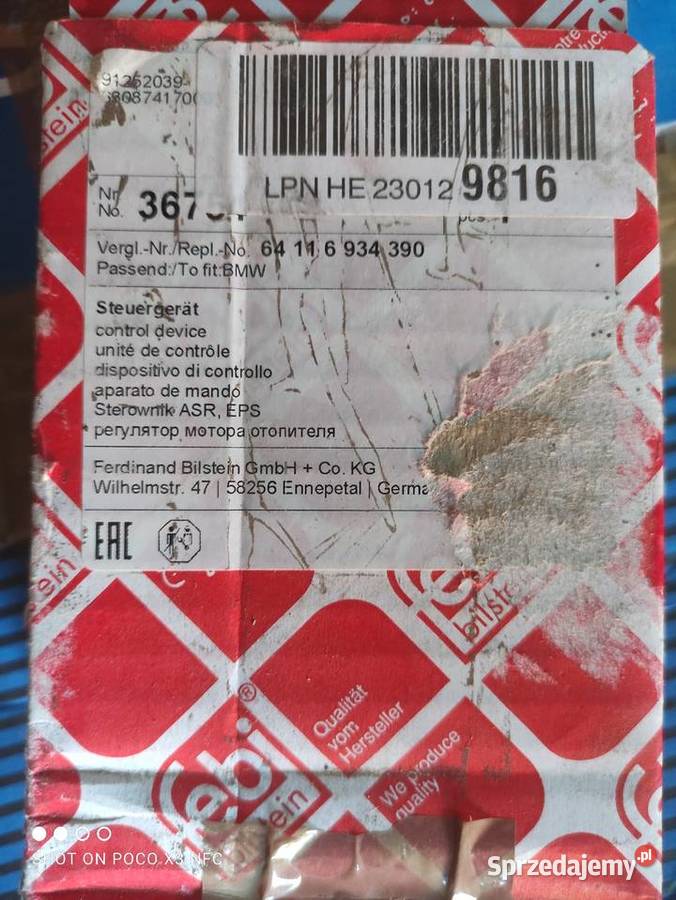 91252039-
LPN HE 23012 9816
Nr.
No.
Vergl.-Nr./Repl.-No. 64 11 6 934 390
Passend:/To fit:BMW
Steuergerät
control device
unité de contrôle
dispositivo di controllo
aparato de mando
Sterownik ASR, EPS
регулятор мотора отопителя
Ferdinand Bilstein GmbH + Co. KG
Wilhelmstr. 47 | 58256 Ennepetal | Germa
EAC
bilstein
Qualität
vom
Hersteller
We produce
quality
febi
®
bilstein
SHOT ON POCO X3 NFC
Sprzedajemy.pl